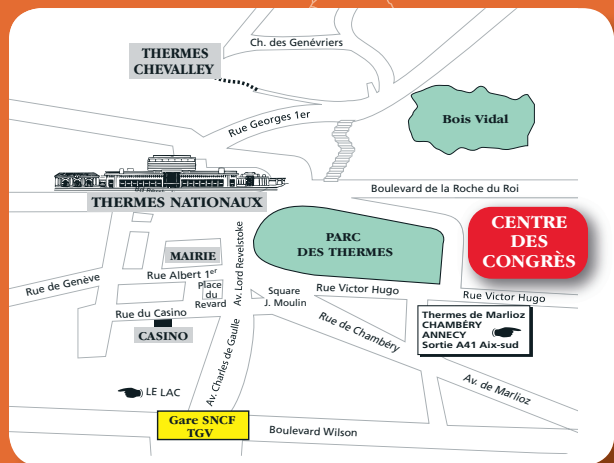 Ch. des Genévriers
THERMES
CHEVALLEY
Rue Georges 1er
Bois Vidal
Boulevard de la Roche du Roi
THERMES NATIONAUX
CENTRE
DES
CONGRÈS
PARC
DES THERMES
Av. Lord Revelstoke
MAIRIE
Rue de Genève
Rue Albert 1er
Place
du
Revard
Square
J. Moulin
Rue Victor Hugo
Rue Victor Hugo
Rue du Casino
CASINO
Rue de Chambéry
Thermes de Marlioz
CHAMBÉRY
ANNECY
Sortie A41 Aix-sud
Av. Charles de Gaulle
Av. de Marlioz
LE LAC
Gare SNCF
TGV
Boulevard Wilson